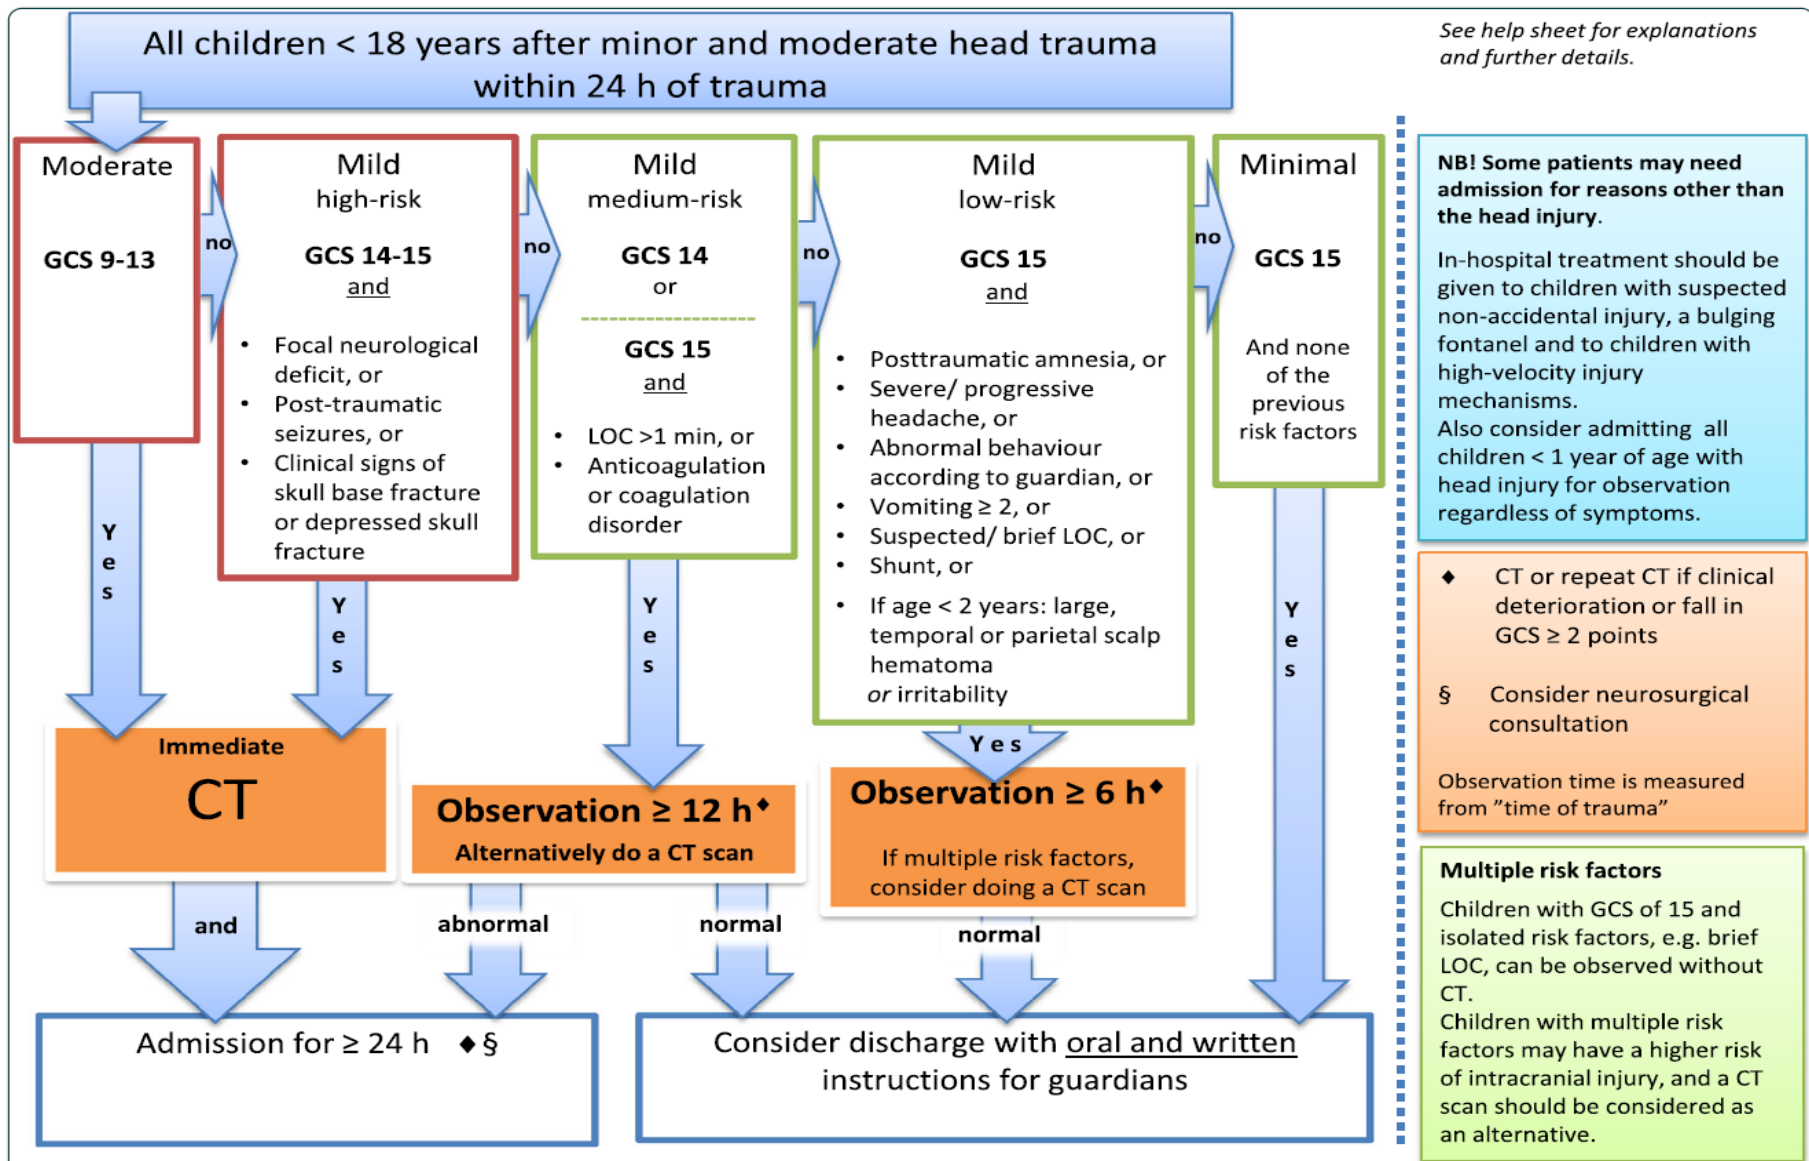 All children < 18 years after minor and moderate head trauma
within 24 h of trauma
See help sheet for explanations
and further details.
Moderate
GCS 9-13
no
Mild
high-risk
GCS 14-15
and
• Focal neurological
deficit, or
• Post-traumatic
seizures, or
• Clinical signs of
skull base fracture
or depressed skull
fracture
no
Mild
medium-risk
GCS 14
or
--------------------
GCS 15
and
• LOC >1 min, or
• Anticoagulation
or coagulation
disorder
no
Mild
low-risk
GCS 15
and
• Posttraumatic amnesia, or
• Severe/ progressive
headache, or
• Abnormal behaviour
according to guardian, or
• Vomiting ≥ 2, or
• Suspected/ brief LOC, or
• Shunt, or
• If age < 2 years: large,
temporal or parietal scalp
hematoma
or irritability
no
Minimal
GCS 15
And none
of the
previous
risk factors
Yes
Yes
Yes
Yes
Yes
Immediate
CT
Observation ≥ 12 h♦
Alternatively do a CT scan
Observation ≥ 6 h♦
If multiple risk factors,
consider doing a CT scan
and
abnormal
normal
normal
Admission for ≥ 24 h ♦ §
Consider discharge with oral and written
instructions for guardians
NB! Some patients may need
admission for reasons other than
the head injury.
In-hospital treatment should be
given to children with suspected
non-accidental injury, a bulging
fontanel and to children with
high-velocity injury
mechanisms.
Also consider admitting all
children < 1 year of age with
head injury for observation
regardless of symptoms.
♦ CT or repeat CT if clinical
deterioration or fall in
GCS ≥ 2 points
§ Consider neurosurgical
consultation
Observation time is measured
from ”time of trauma”
Multiple risk factors
Children with GCS of 15 and
isolated risk factors, e.g. brief
LOC, can be observed without
CT.
Children with multiple risk
factors may have a higher risk
of intracranial injury, and a CT
scan should be considered as
an alternative.